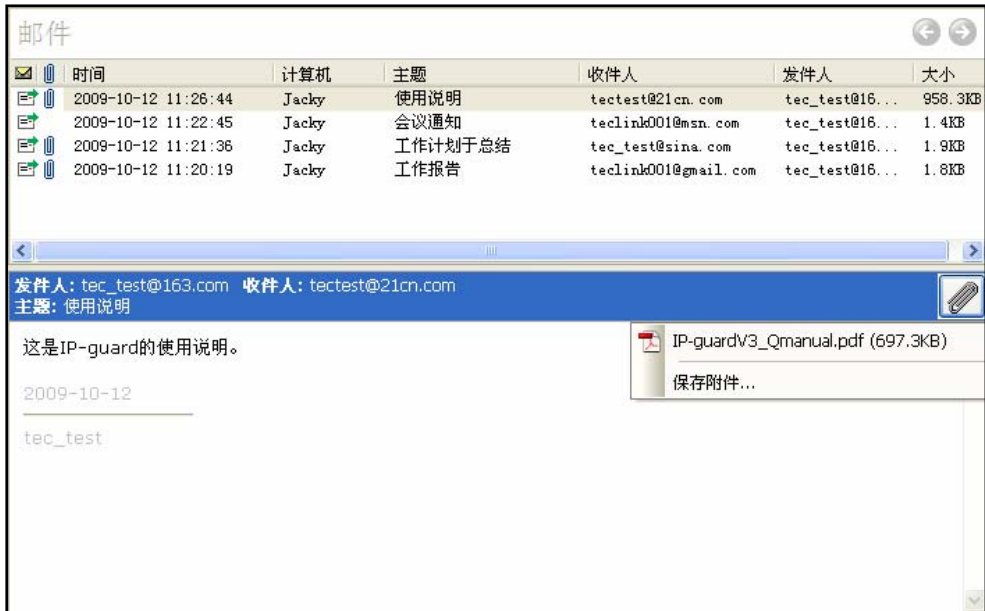 邮件
时间 计算机 主题 收件人 发件人 大小
2009-10-12 11:26:44 Jacky 使用说明 tectest@21cn.com tec_test@16... 958.3KB
2009-10-12 11:22:45 Jacky 会议通知 teclink001@msn.com tec_test@16... 1.4KB
2009-10-12 11:21:36 Jacky 工作计划于总结 tec_test@sina.com tec_test@16... 1.9KB
2009-10-12 11:20:19 Jacky 工作报告 teclink001@gmail.com tec_test@16... 1.8KB
发件人: tec_test@163.com 收件人: tectest@21cn.com
主题: 使用说明
这是IP-guard的使用说明。
IP-guardV3_Qmanual.pdf (697.3KB)
保存附件...
2009-10-12
tec_test